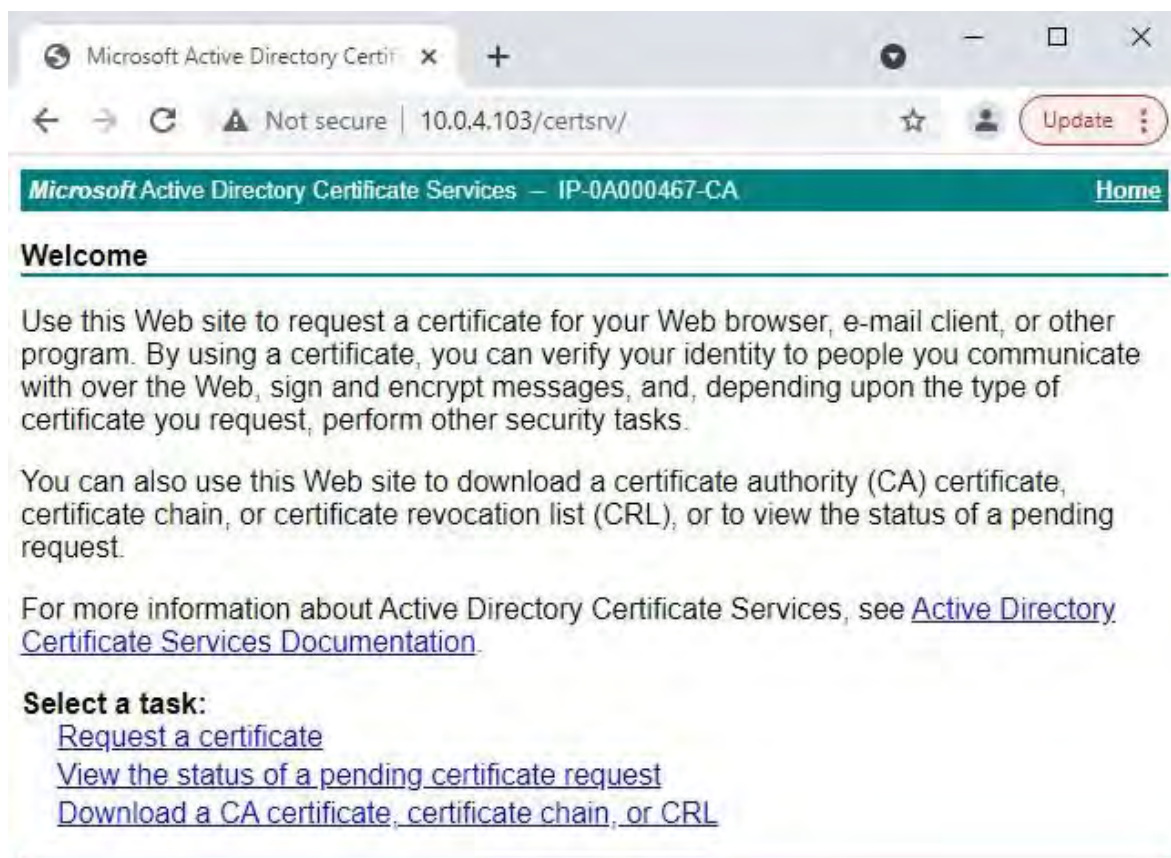 Microsoft Active Directory Certif
Not secure | 10.0.4.103/certsrv/
Update
Microsoft Active Directory Certificate Services – IP-0A000467-CA Home
Welcome
Use this Web site to request a certificate for your Web browser, e-mail client, or other
program. By using a certificate, you can verify your identity to people you communicate
with over the Web, sign and encrypt messages, and, depending upon the type of
certificate you request, perform other security tasks.
You can also use this Web site to download a certificate authority (CA) certificate,
certificate chain, or certificate revocation list (CRL), or to view the status of a pending
request.
For more information about Active Directory Certificate Services, see Active Directory
Certificate Services Documentation.
Select a task:
Request a certificate
View the status of a pending certificate request
Download a CA certificate, certificate chain, or CRL